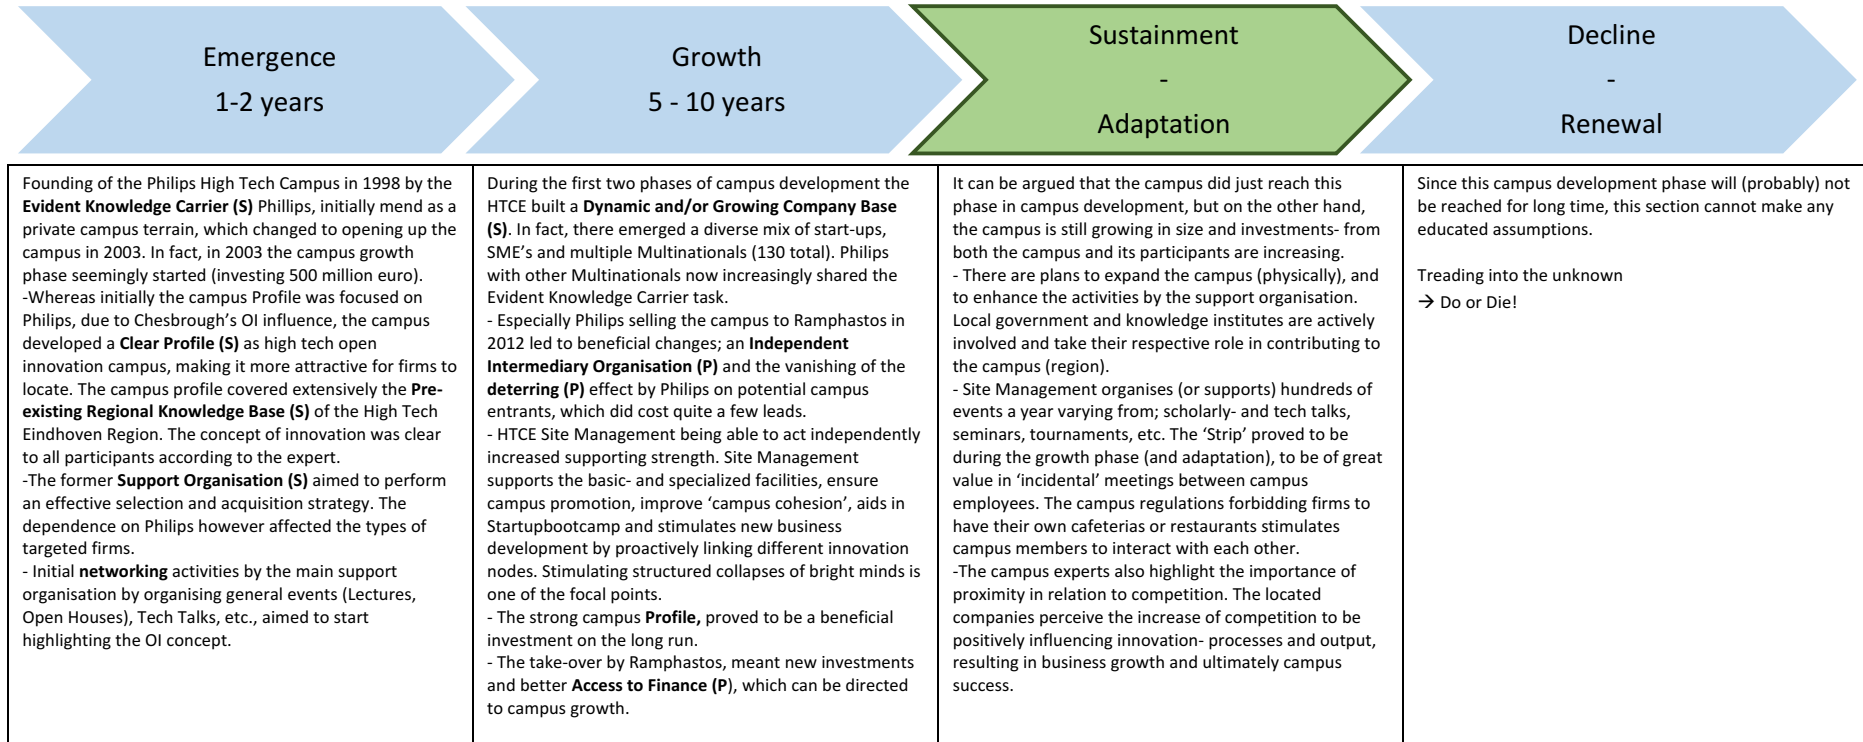 Emergence
1-2 years
Growth
5 - 10 years
Sustainment
-
Adaptation
Decline
-
Renewal
Founding of the Philips High Tech Campus in 1998 by the
Evident Knowledge Carrier (S) Phillips, initially mend as a
private campus terrain, which changed to opening up the
campus in 2003. In fact, in 2003 the campus growth
phase seemingly started (investing 500 million euro).
-Whereas initially the campus Profile was focused on
Philips, due to Chesbrough's OI influence, the campus
developed a Clear Profile (S) as high tech open
innovation campus, making it more attractive for firms to
locate. The campus profile covered extensively the Pre-
existing Regional Knowledge Base (S) of the High Tech
Eindhoven Region. The concept of innovation was clear
to all participants according to the expert.
-The former Support Organisation (S) aimed to perform
an effective selection and acquisition strategy. The
dependence on Philips however affected the types of
targeted firms.
- Initial networking activities by the main support
organisation by organising general events (Lectures,
Open Houses), Tech Talks, etc., aimed to start
highlighting the OI concept.
During the first two phases of campus development the
HTCE built a Dynamic and/or Growing Company Base
(S). In fact, there emerged a diverse mix of start-ups,
SME's and multiple Multinationals (130 total). Philips
with other Multinationals now increasingly shared the
Evident Knowledge Carrier task.
- Especially Philips selling the campus to Ramphastos in
2012 led to beneficial changes; an Independent
Intermediary Organisation (P) and the vanishing of the
deterring (P) effect by Philips on potential campus
entrants, which did cost quite a few leads.
- HTCE Site Management being able to act independently
increased supporting strength. Site Management
supports the basic- and specialized facilities, ensure
campus promotion, improve 'campus cohesion', aids in
Startupbootcamp and stimulates new business
development by proactively linking different innovation
nodes. Stimulating structured collapses of bright minds is
one of the focal points.
- The strong campus Profile, proved to be a beneficial
investment on the long run.
- The take-over by Ramphastos, meant new investments
and better Access to Finance (P), which can be directed
to campus growth.
It can be argued that the campus did just reach this
phase in campus development, but on the other hand,
the campus is still growing in size and investments- from
both the campus and its participants are increasing.
- There are plans to expand the campus (physically), and
to enhance the activities by the support organisation.
Local government and knowledge institutes are actively
involved and take their respective role in contributing to
the campus (region).
- Site Management organises (or supports) hundreds of
events a year varying from; scholarly- and tech talks,
seminars, tournaments, etc. The 'Strip' proved to be
during the growth phase (and adaptation), to be of great
value in 'incidental' meetings between campus
employees. The campus regulations forbidding firms to
have their own cafeterias or restaurants stimulates
campus members to interact with each other.
-The campus experts also highlight the importance of
proximity in relation to competition. The located
companies perceive the increase of competition to be
positively influencing innovation- processes and output,
resulting in business growth and ultimately campus
success.
Since this campus development phase will (probably) not
be reached for long time, this section cannot make any
educated assumptions.
Treading into the unknown
→ Do or Die!